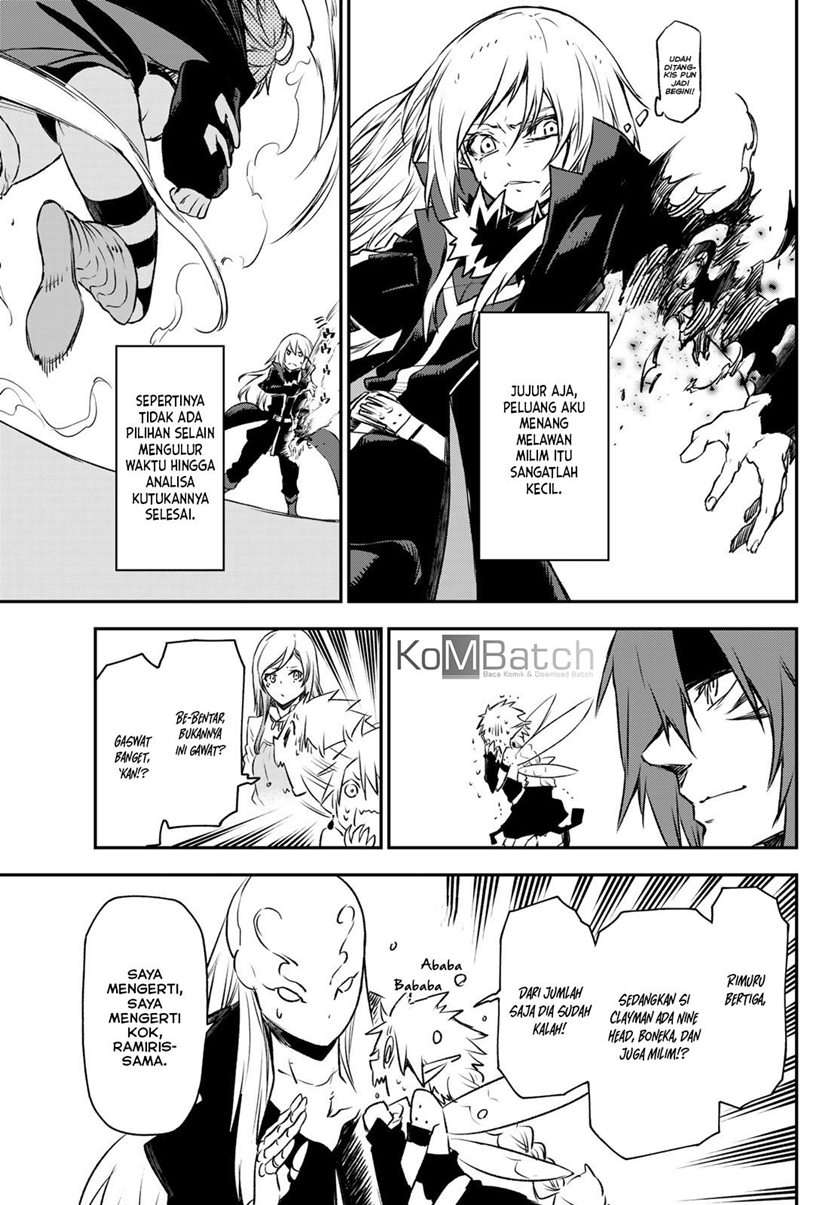 UDAH
DITANG-
KIS PUN
JADI
BEGINI!
JUJUR AJA,
PELUANG AKU
MENANG
MELAWAN
MILIM ITU
SANGATLAH
KECIL.
SEPERTINYA
TIDAK ADA
PILIHAN SELAIN
MENGULUR
WAKTU HINGGA
ANALISA
KUTUKANNYA
SELESAI.
KoMBatch
Baca Komik & Download Batch
BE-BENTAR,
BUKANNYA
INI GAWAT?
GASWAT
BANGET,
'KAN!?
RIMURU
BERTIGA,
SEDANGKAN SI
CLAYMAN ADA NINE
HEAD, BONEKA, DAN
JUGA MILIM!?
DARI JUMLAH
SAJA DIA SUDAH
KALAH!
Ababa
Bababa
SAYA
MENGERTI,
SAYA
MENGERTI
KOK,
RAMIRIS-
SAMA.